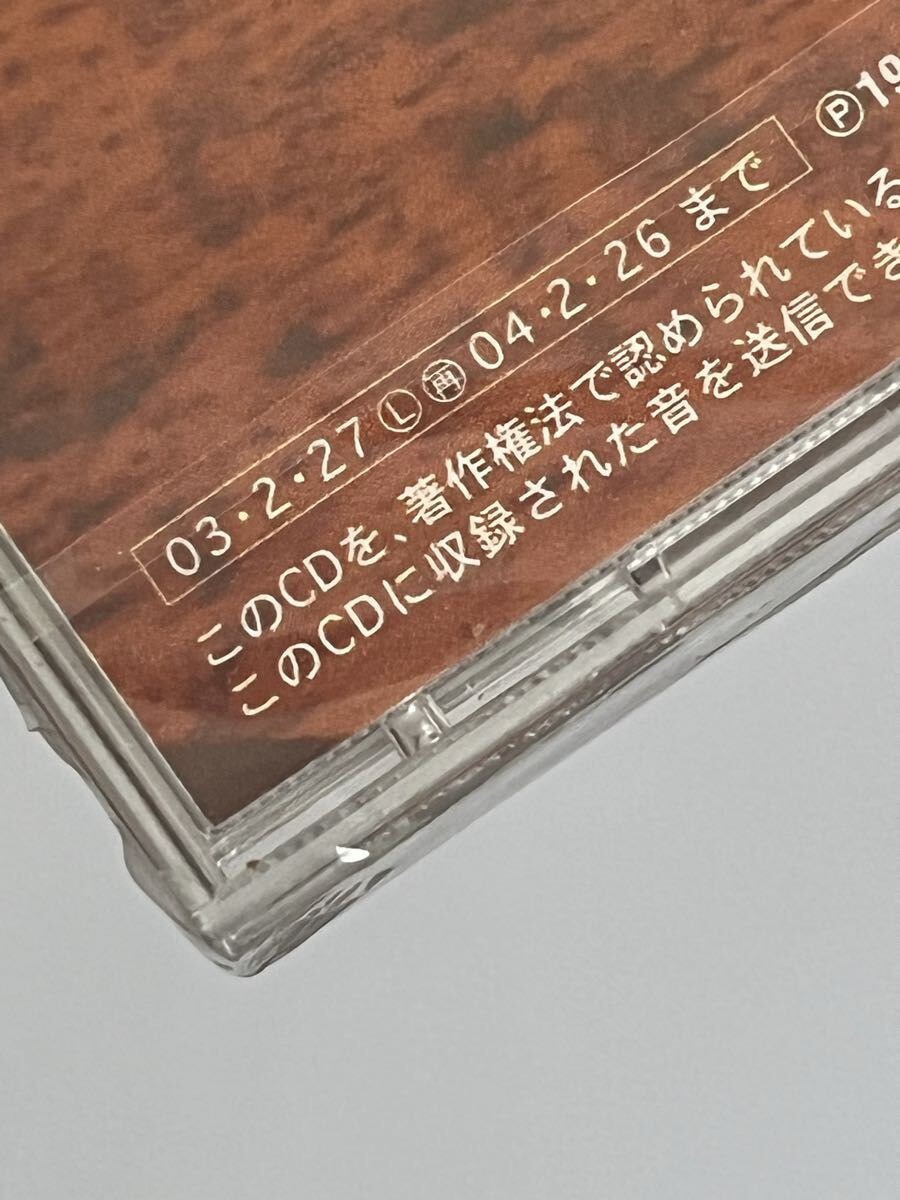 Ⓟ19
03・2・27 Ⓛ ㊢ 04・2・26 まで
このCDを、著作権法で認められている
このCDに収録された音を送信でき